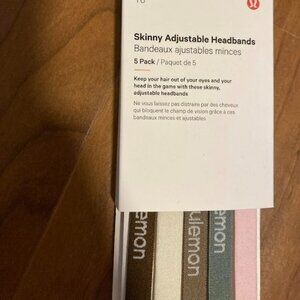 Skinny Adjustable Headbands
Bandeaux ajustables minces
5 Pack / Paquet de 5
Keep your hair out of your eyes and your
head in the game with these skinny,
adjustable headbands
Ne vous laissez pas distraire par des cheveux
qui bloquent le champ de vision grâce à ces
bandeaux minces et ajustables
emon
ulemon
lemon